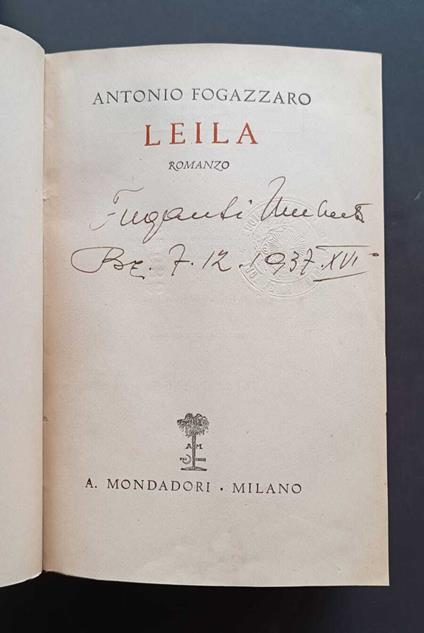 ANTONIO FOGAZZARO
LEILA
ROMANZO
Fuganti Umberto
Bz. 7.12.1937.XVI°
A M
A. MONDADORI · MILANO